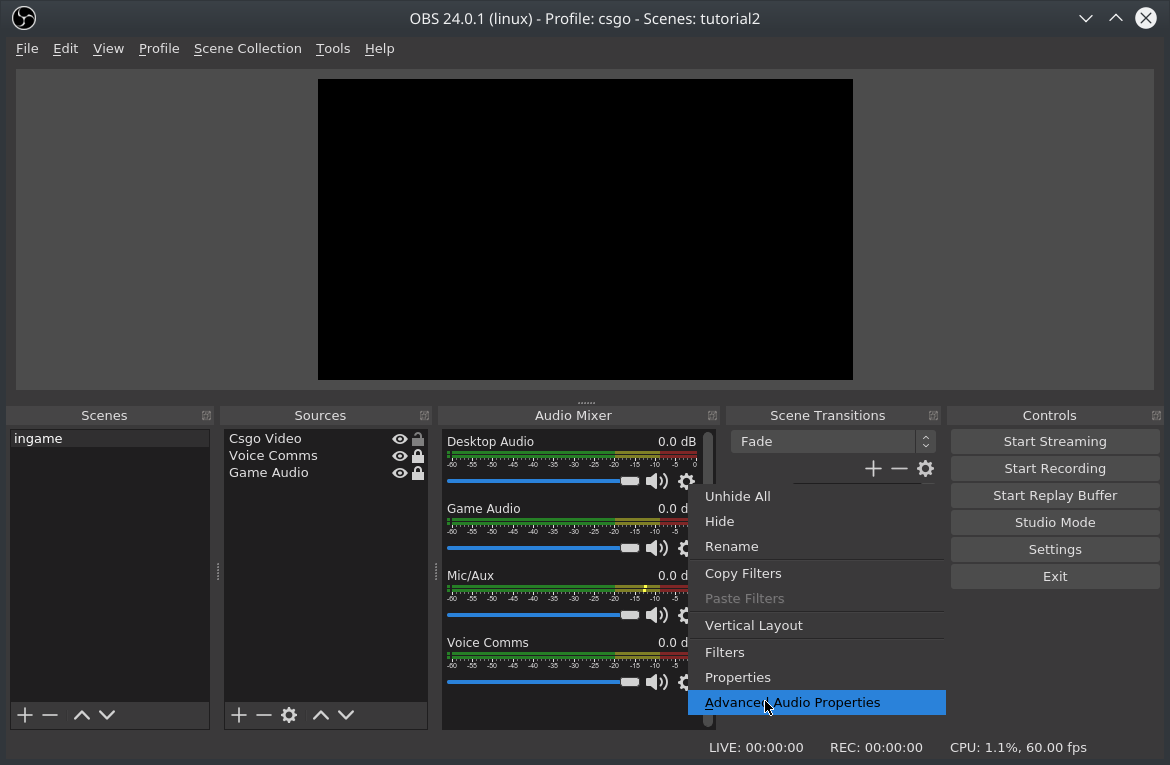 OBS 24.0.1 (linux) - Profile: csgo - Scenes: tutorial2
File Edit View Profile Scene Collection Tools Help
Scenes
ingame
Sources
Csgo Video
Voice Comms
Game Audio
Audio Mixer
Desktop Audio 0.0 dB
-60 -55 -50 -45 -40 -35 -30 -25 -20 -15 -10 -5 0
Game Audio 0.0 d
-60 -55 -50 -45 -40 -35 -30 -25 -20 -15 -10 -5
Mic/Aux 0.0 d
-60 -55 -50 -45 -40 -35 -30 -25 -20 -15 -10 -5
Voice Comms 0.0 d
-60 -55 -50 -45 -40 -35 -30 -25 -20 -15 -10 -5
Scene Transitions
Fade
Unhide All
Hide
Rename
Copy Filters
Paste Filters
Vertical Layout
Filters
Properties
Advanced Audio Properties
Controls
Start Streaming
Start Recording
Start Replay Buffer
Studio Mode
Settings
Exit
LIVE: 00:00:00 REC: 00:00:00 CPU: 1.1%, 60.00 fps